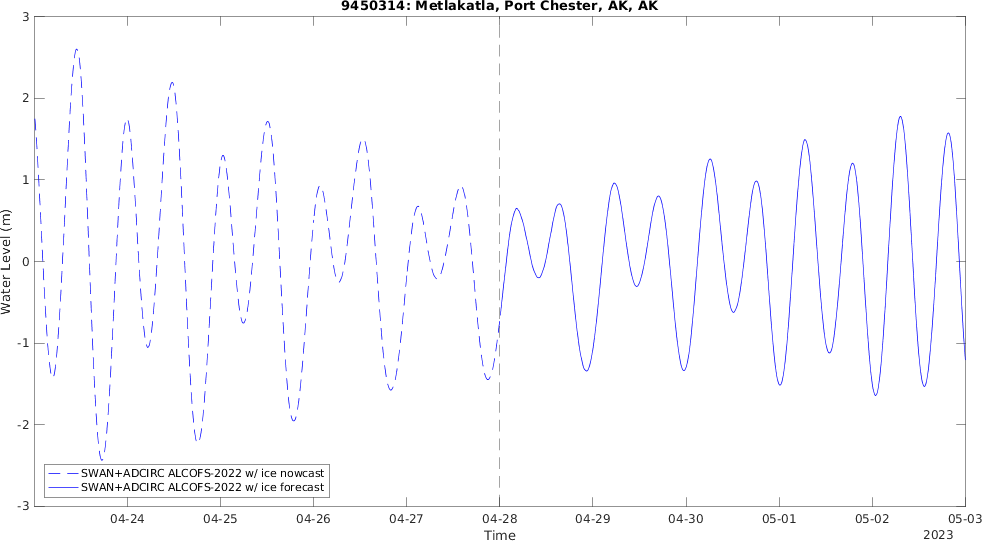 9450314: Metlakatla, Port Chester, AK, AK
3
2
1
0
-1
-2
-3
Water Level (m)
SWAN+ADCIRC ALCOFS-2022 w/ ice nowcast
SWAN+ADCIRC ALCOFS-2022 w/ ice forecast
04-24 04-25 04-26 04-27 04-28 04-29 04-30 05-01 05-02 05-03
Time
2023